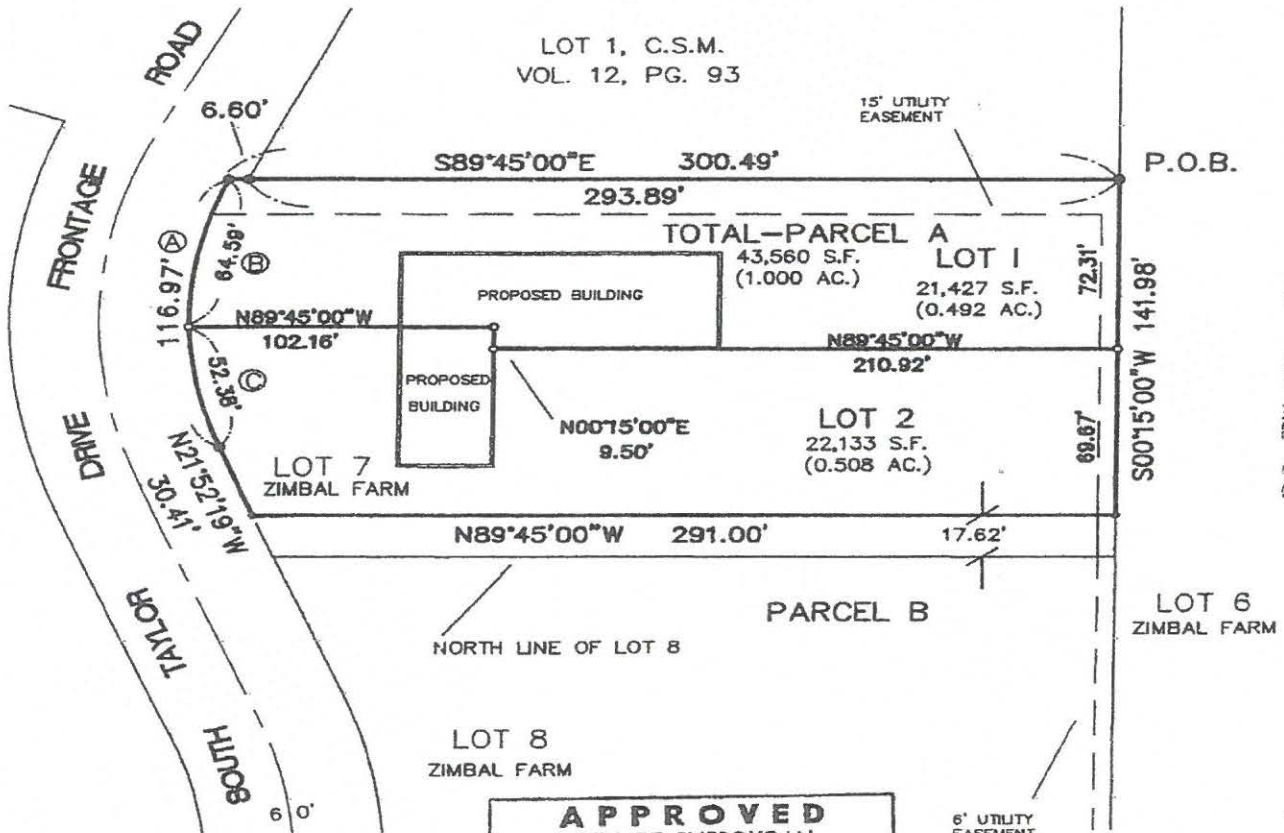 LOT 1, C.S.M.
VOL. 12, PG. 93
ROAD
6.60'
15' UTILITY
EASEMENT
S89°45'00"E 300.49'
P.O.B.
293.89'
FRONTAGE
TOTAL-PARCEL A
43,560 S.F.
(1.000 AC.)
LOT 1
21,427 S.F.
(0.492 AC.)
72.31'
116.97' A
64.59' B
PROPOSED BUILDING
S00°15'00"W 141.98'
N89°45'00"W
102.16'
N89°45'00"W
210.92'
52.38' C
PROPOSED
BUILDING
N00°15'00"E
9.50'
LOT 2
22,133 S.F.
(0.508 AC.)
69.67'
DRIVE
LOT 7
ZIMBAL FARM
N21°52'19"W
30.41'
N89°45'00"W 291.00'
17.62'
PARCEL B
LOT 6
ZIMBAL FARM
TAYLOR
NORTH LINE OF LOT 8
SOUTH
LOT 8
ZIMBAL FARM
60'
APPROVED
6' UTILITY
EASEMENT